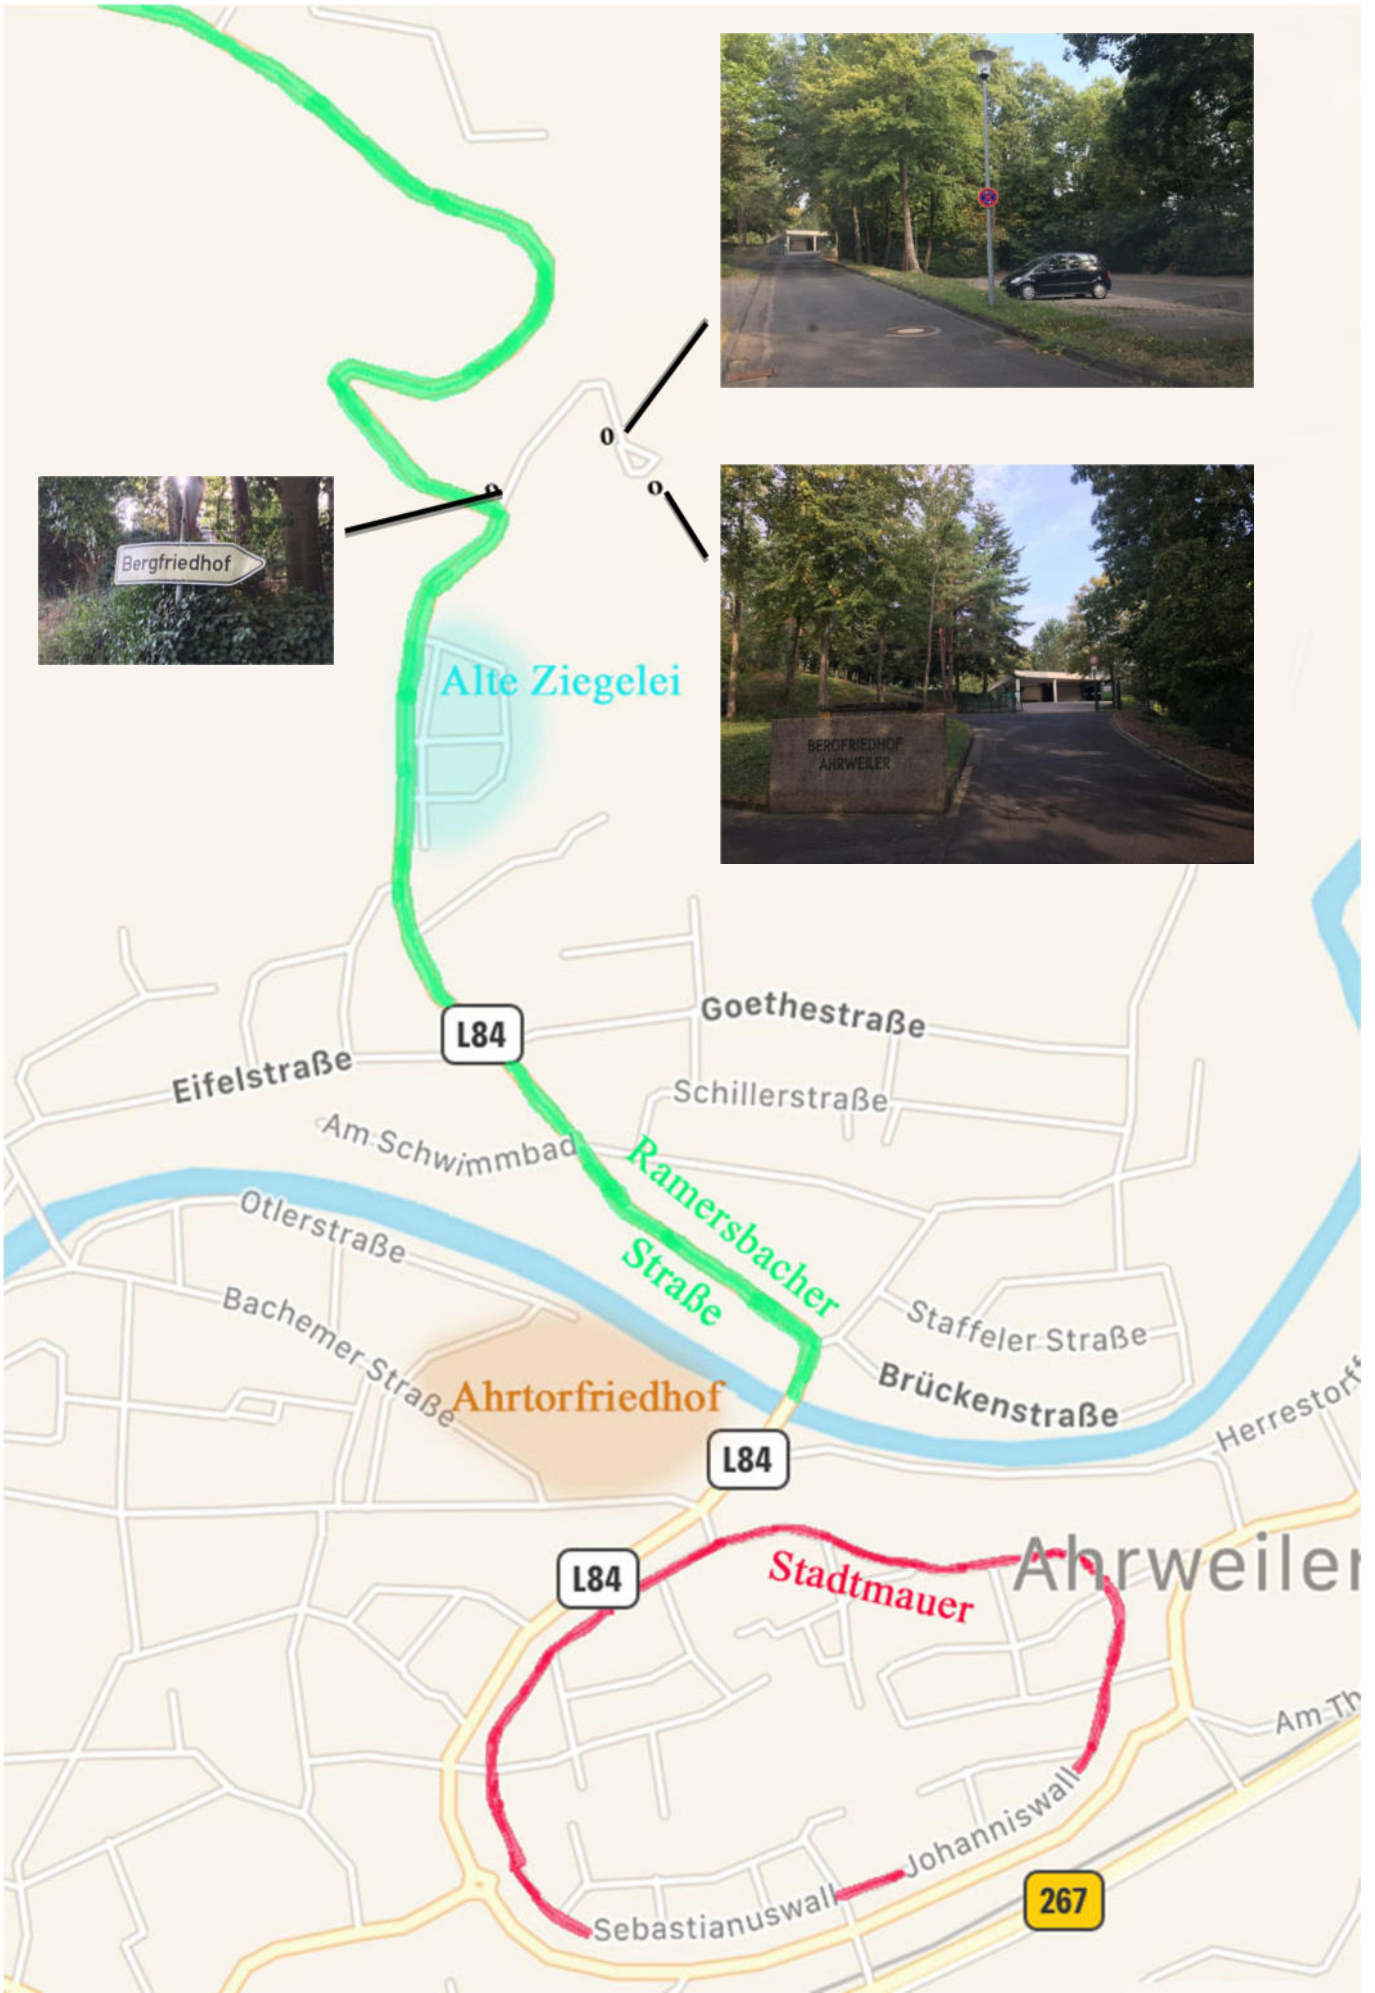 Bergfriedhof
BERGFRIEDHOF
AHRWEILER
Alte Ziegelei
L84
Goethestraße
Eifelstraße
Schillerstraße
Am Schwimmbad
Ramersbacher
Straße
Otlerstraße
Bachemer Straße
Staffeler Straße
Brückenstraße
Ahrtorfriedhof
Herrestorff
L84
L84
Stadtmauer
Ahrweiler
Am Th
Johanniswall
Sebastianuswall
267